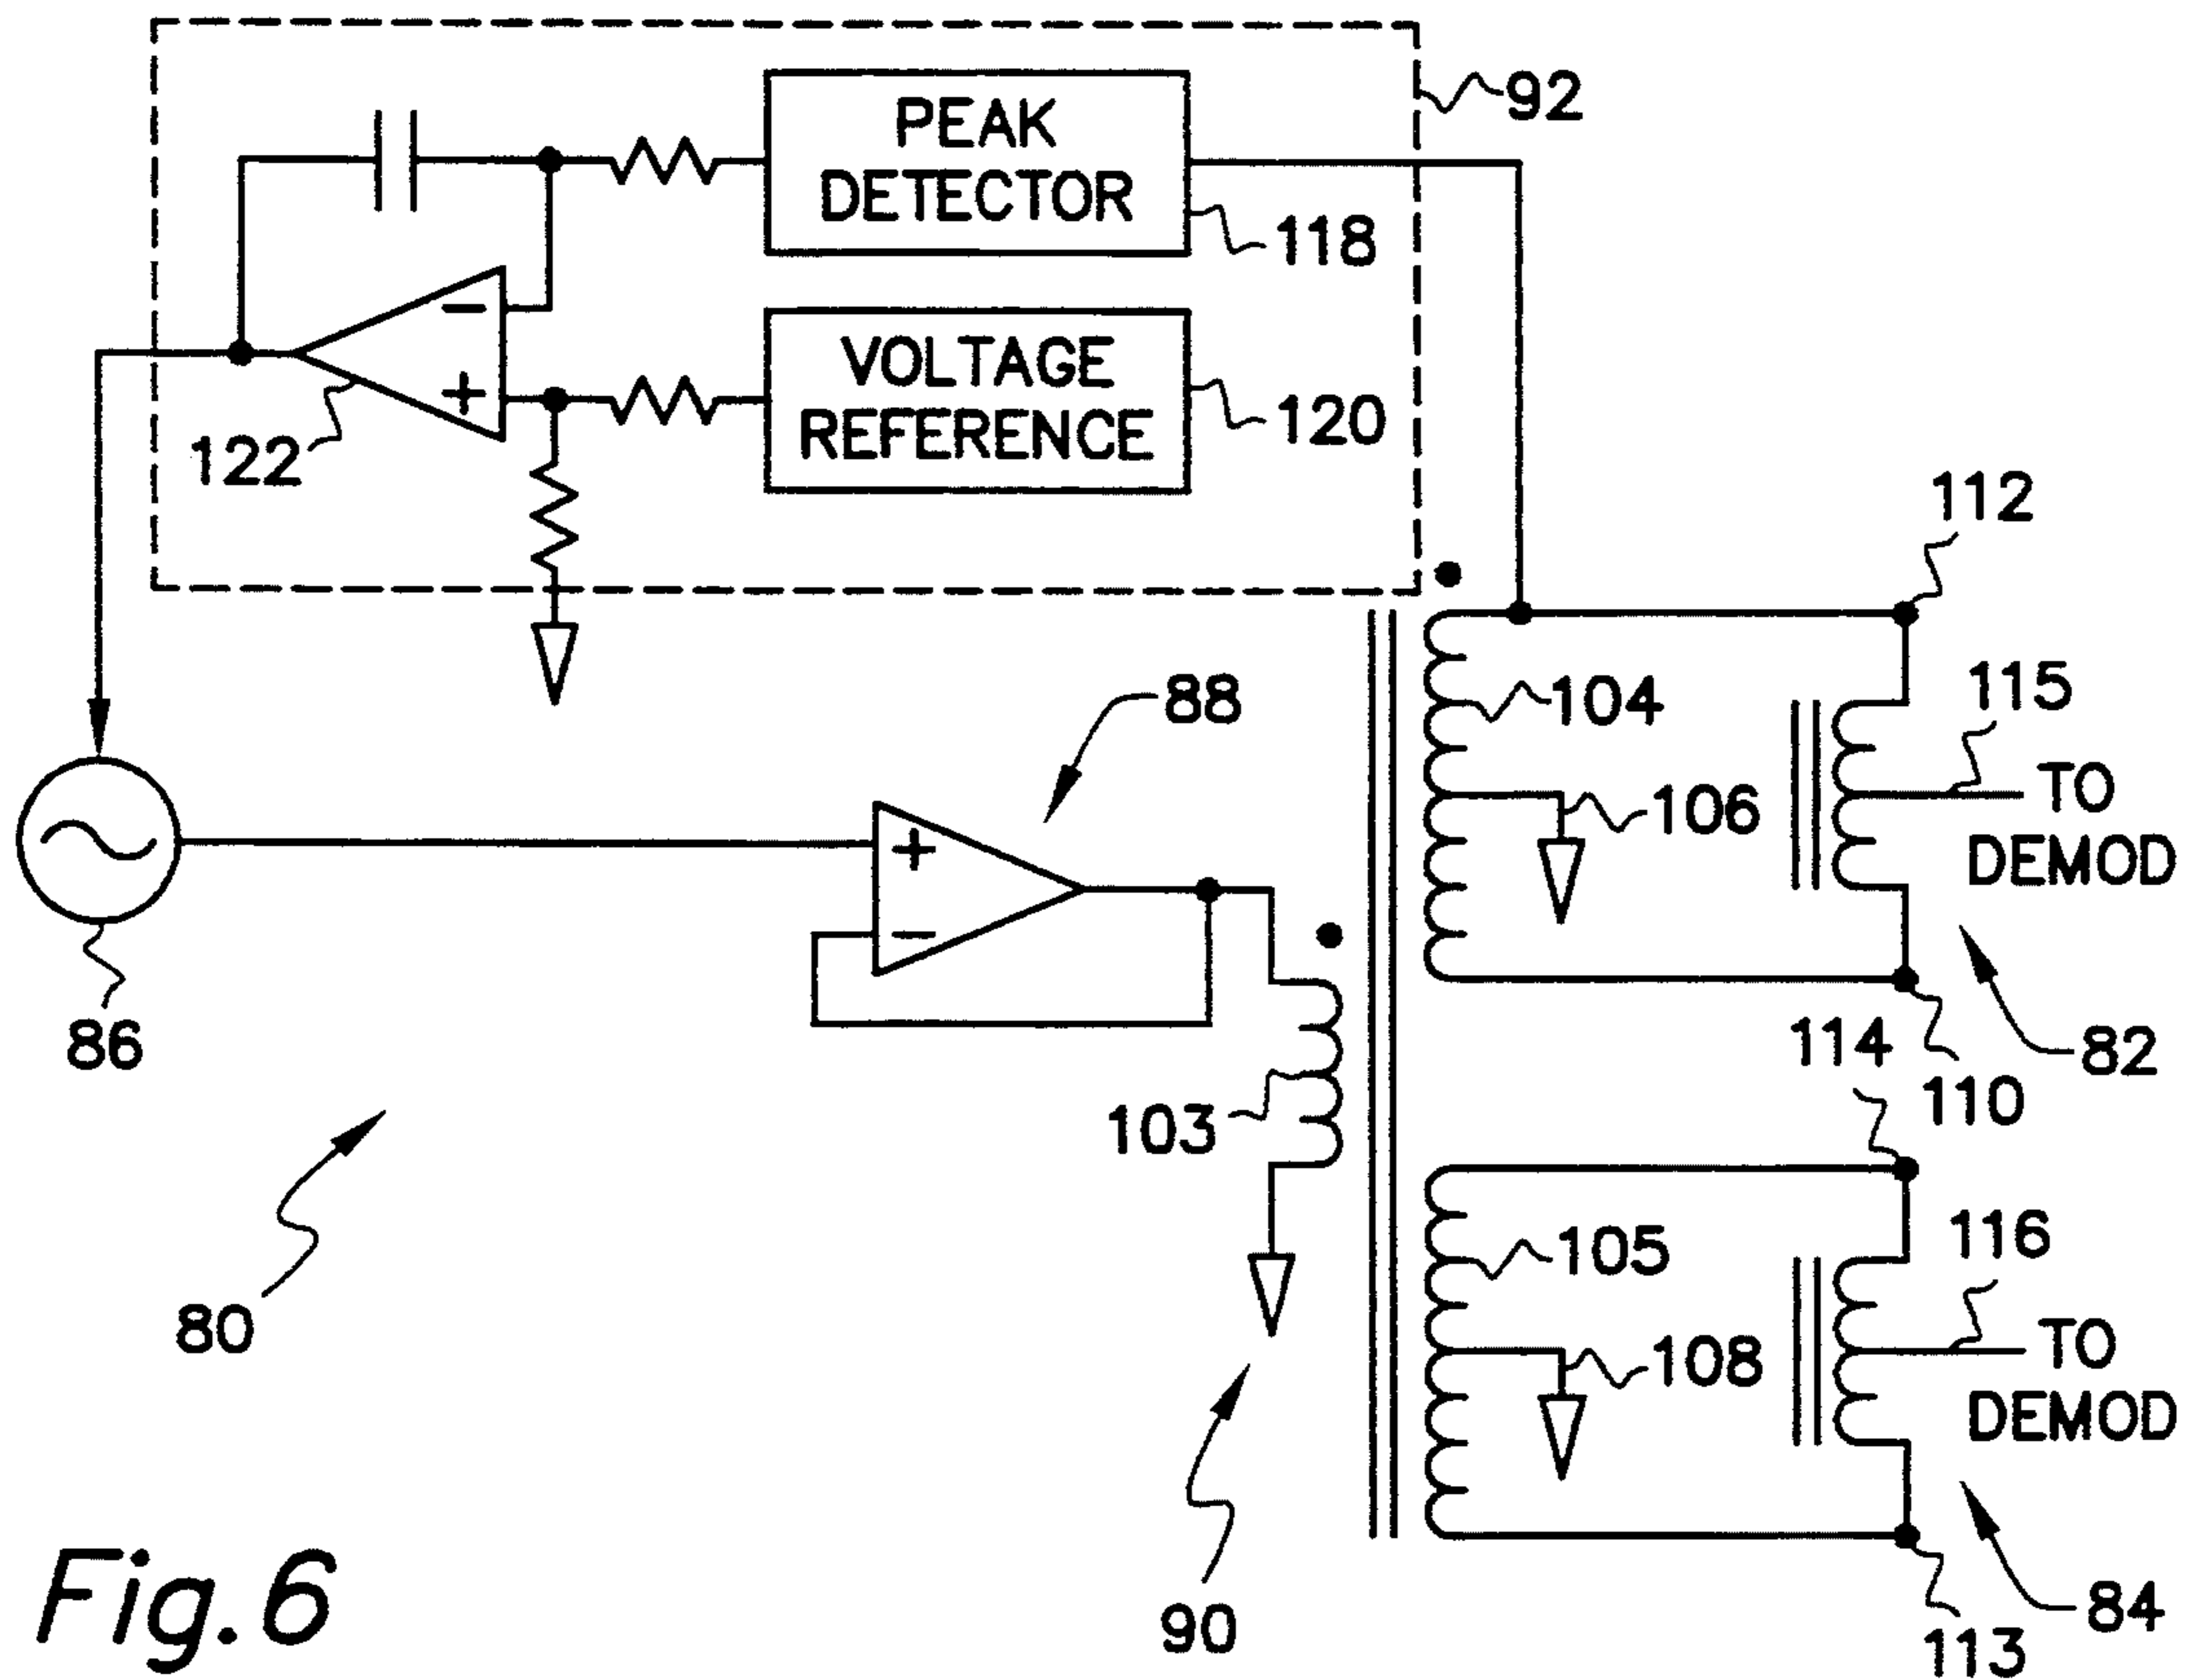 92
PEAK
DETECTOR
118
−
VOLTAGE
REFERENCE
+
120
122
112
115
88
104
TO
DEMOD
106
+
−
86
114
82
110
103
105
116
80
108
TO
DEMOD
90
84
113
Fig.6